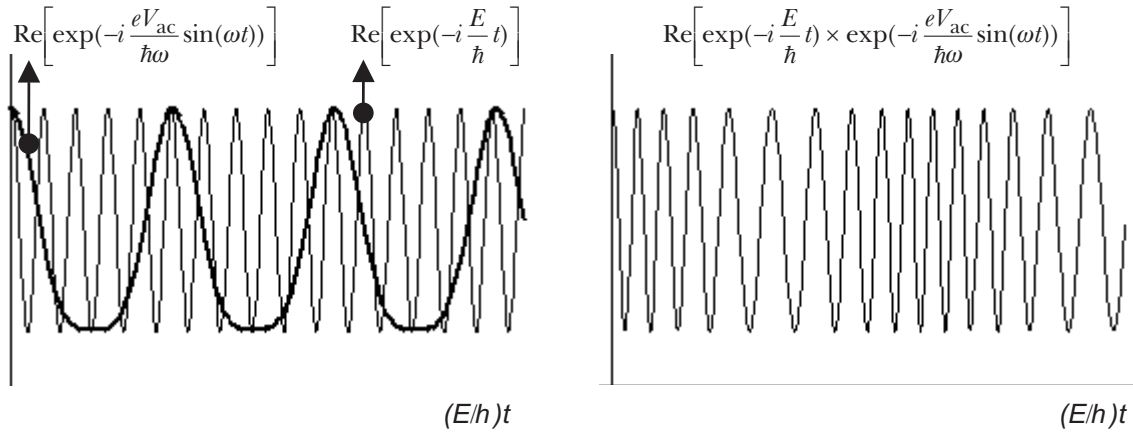 Re[exp(-i eV_ac/ħω sin(ωt))]
Re[exp(-i E/ħ t)]
Re[exp(-i E/ħ t) × exp(-i eV_ac/ħω sin(ωt))]
(E/h)t
(E/h)t